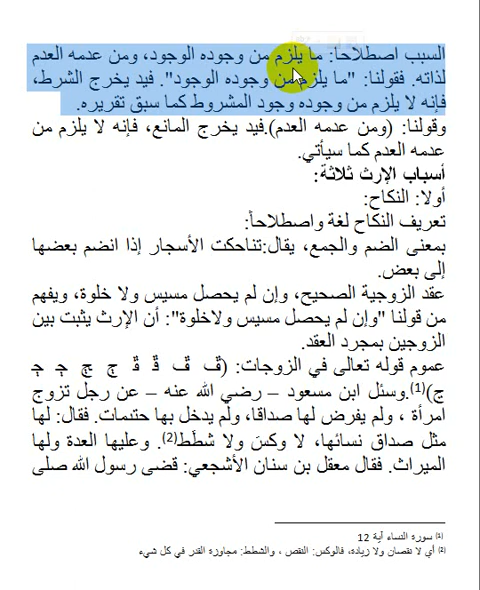 السبب اصطلاحاً: ما يلزم من وجوده الوجود، ومن عدمه العدم
لذاته. فقولنا: "ما يلزم من وجوده الوجود". قيد يخرج الشرط،
فإنه لا يلزم من وجوده وجود المشروط كما سبق تقريره.
وقولنا: (ومن عدمه العدم).فيد يخرج المانع، فإنه لا يلزم من
عدمه العدم كما سيأتي.
أسباب الإرث ثلاثة:
أولا: النكاح:
تعريف النكاح لغة واصطلاحاً:
بمعنى الضم والجمع، يقال:تناحكت الأسجار إذا انضم بعضها
إلى بعض.
عقد الزوجية الصحيح، وإن لم يحصل مسيس ولا خلوة، ويفهم
من قولنا "وإن لم يحصل مسيس ولاخلوة": أن الإرث يثبت بين
الزوجين بمجرد العقد.
عموم قوله تعالى في الزوجات: (ڤ ڤ ڦ ڦ ڄ ڄ ڃ ڃ
چ)(1).وسئل ابن مسعود – رضي الله عنه – عن رجل تزوج
امرأة ، ولم يفرض لها صداقا، ولم يدخل بها حتىمات. فقال: لها
مثل صداق نسائها، لا وكسَ ولا شطَط(2). وعليها العدة ولها
الميراث. فقال معقل بن سنان الأشجعي: قضى رسول الله صلى
(1) سورة النساء آية 12
(2) أي لا نقصان ولا زيادة، فالوكس: النقص ، والشطط: مجاوزة القدر في كل شيء